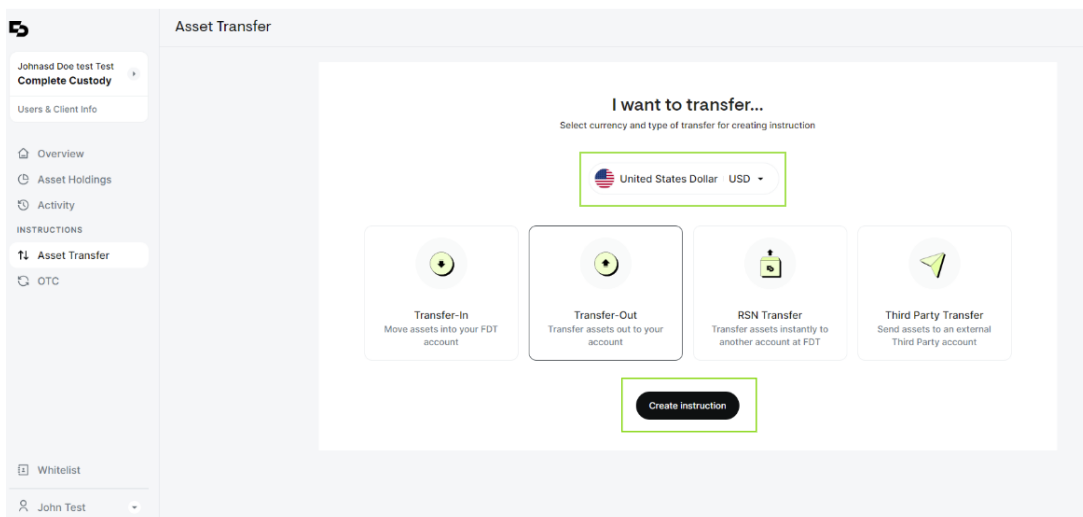 Asset Transfer
Johnasd Doe test Test
Complete Custody
Users & Client Info
Overview
Asset Holdings
Activity
INSTRUCTIONS
Asset Transfer
OTC
Whitelist
John Test
I want to transfer...
Select currency and type of transfer for creating instruction
United States Dollar USD
Transfer-In
Move assets into your FDT
account
Transfer-Out
Transfer assets out to your
account
RSN Transfer
Transfer assets instantly to
another account at FDT
Third Party Transfer
Send assets to an external
Third Party account
Create instruction